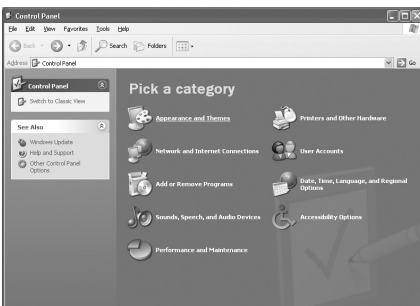 Control Panel
File Edit View Favorites Tools Help
Back Search Folders
Address Control Panel Go
Control Panel
Switch to Classic View
See Also
Windows Update
Help and Support
Other Control Panel
Options
Pick a category
Appearance and Themes
Printers and Other Hardware
Network and Internet Connections
User Accounts
Add or Remove Programs
Date, Time, Language, and Regional
Options
Sounds, Speech, and Audio Devices
Accessibility Options
Performance and Maintenance